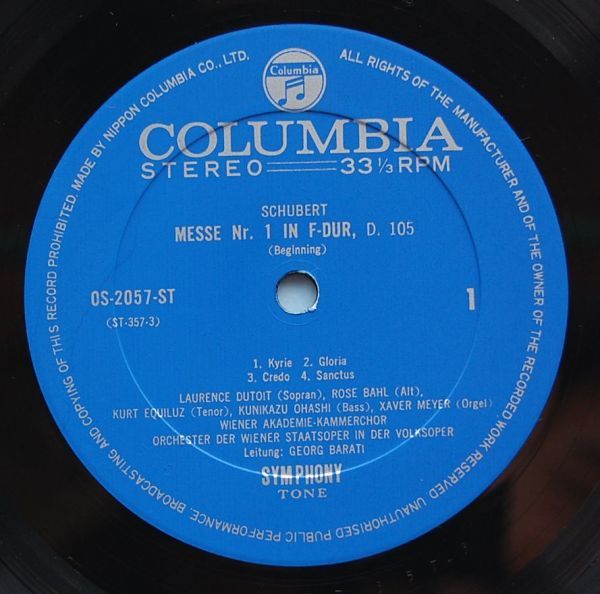 ALL RIGHTS OF THE MANUFACTURER AND OF THE OWNER OF THE RECORDED WORK RESERVED UNAUTHORISED PUBLIC PERFORMANCE, BROADCASTING AND COPYING OF THIS RECORD PROHIBITED. MADE BY NIPPON COLUMBIA CO., LTD.
Columbia
COLUMBIA
STEREO 33 1/3 RPM
SCHUBERT
MESSE Nr. 1 IN F-DUR, D. 105
(Beginning)
OS-2057-ST 1
(ST-357-3)
1. Kyrie 2. Gloria
3. Credo 4. Sanctus
LAURENCE DUTOIT (Sopran), ROSE BAHL (Alt),
KURT EQUILUZ (Tenor), KUNIKAZU OHASHI (Bass), XAVER MEYER (Orgel)
WIENER AKADEMIE-KAMMERCHOR
ORCHESTER DER WIENER STAATSOPER IN DER VOLKSOPER
Leitung: GEORG BARATI
SYMPHONY
TONE